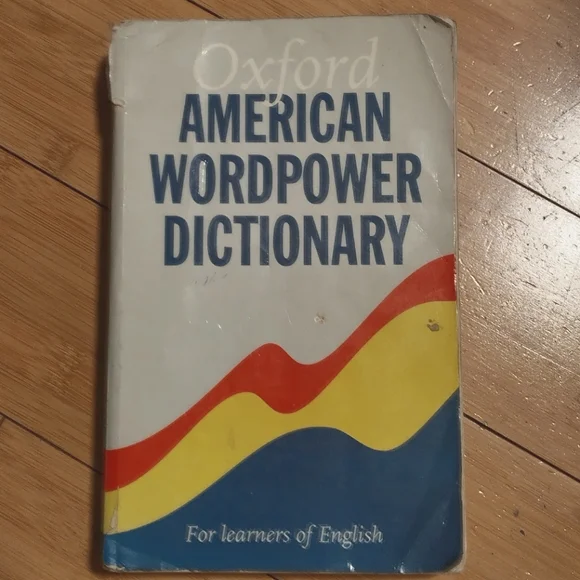 Oxford
AMERICAN
WORDPOWER
DICTIONARY
For learners of English